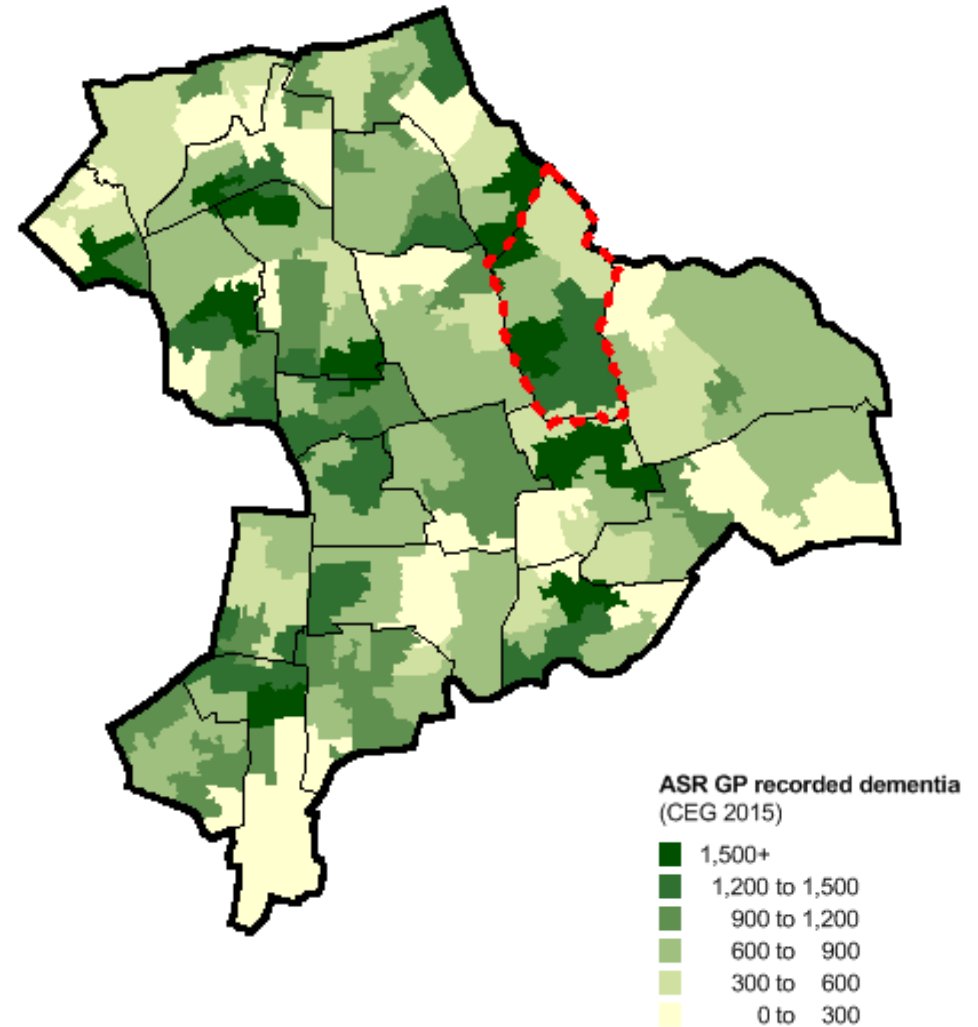 ASR GP recorded dementia
(CEG 2015)
1,500+
1,200 to 1,500
900 to 1,200
600 to 900
300 to 600
0 to 300